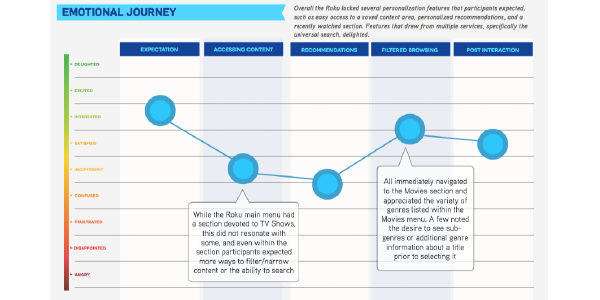 EMOTIONAL JOURNEY
Overall the Roku lacked several personalization features that participants expected,
such as easy access to a saved content area, personalized recommendations, and a
recently watched section. Features that drew from multiple services, specifically the
universal search, delighted.
EXPECTATION
ACCESSING CONTENT
RECOMMENDATIONS
FILTERED BROWSING
POST INTERACTION
DELIGHTED
EXCITED
INTERESTED
SATISFIED
INDIFFERENT
CONFUSED
FRUSTRATED
DISAPPOINTED
ANGRY
While the Roku main menu had
a section devoted to TV Shows,
this did not resonate with
some, and even within the
section participants expected
more ways to filter/narrow
content or the ability to search
All immediately navigated
to the Movies section and
appreciated the variety of
genres listed within the
Movies menu. A few noted
the desire to see sub-
genres or additional genre
information about a title
prior to selecting it